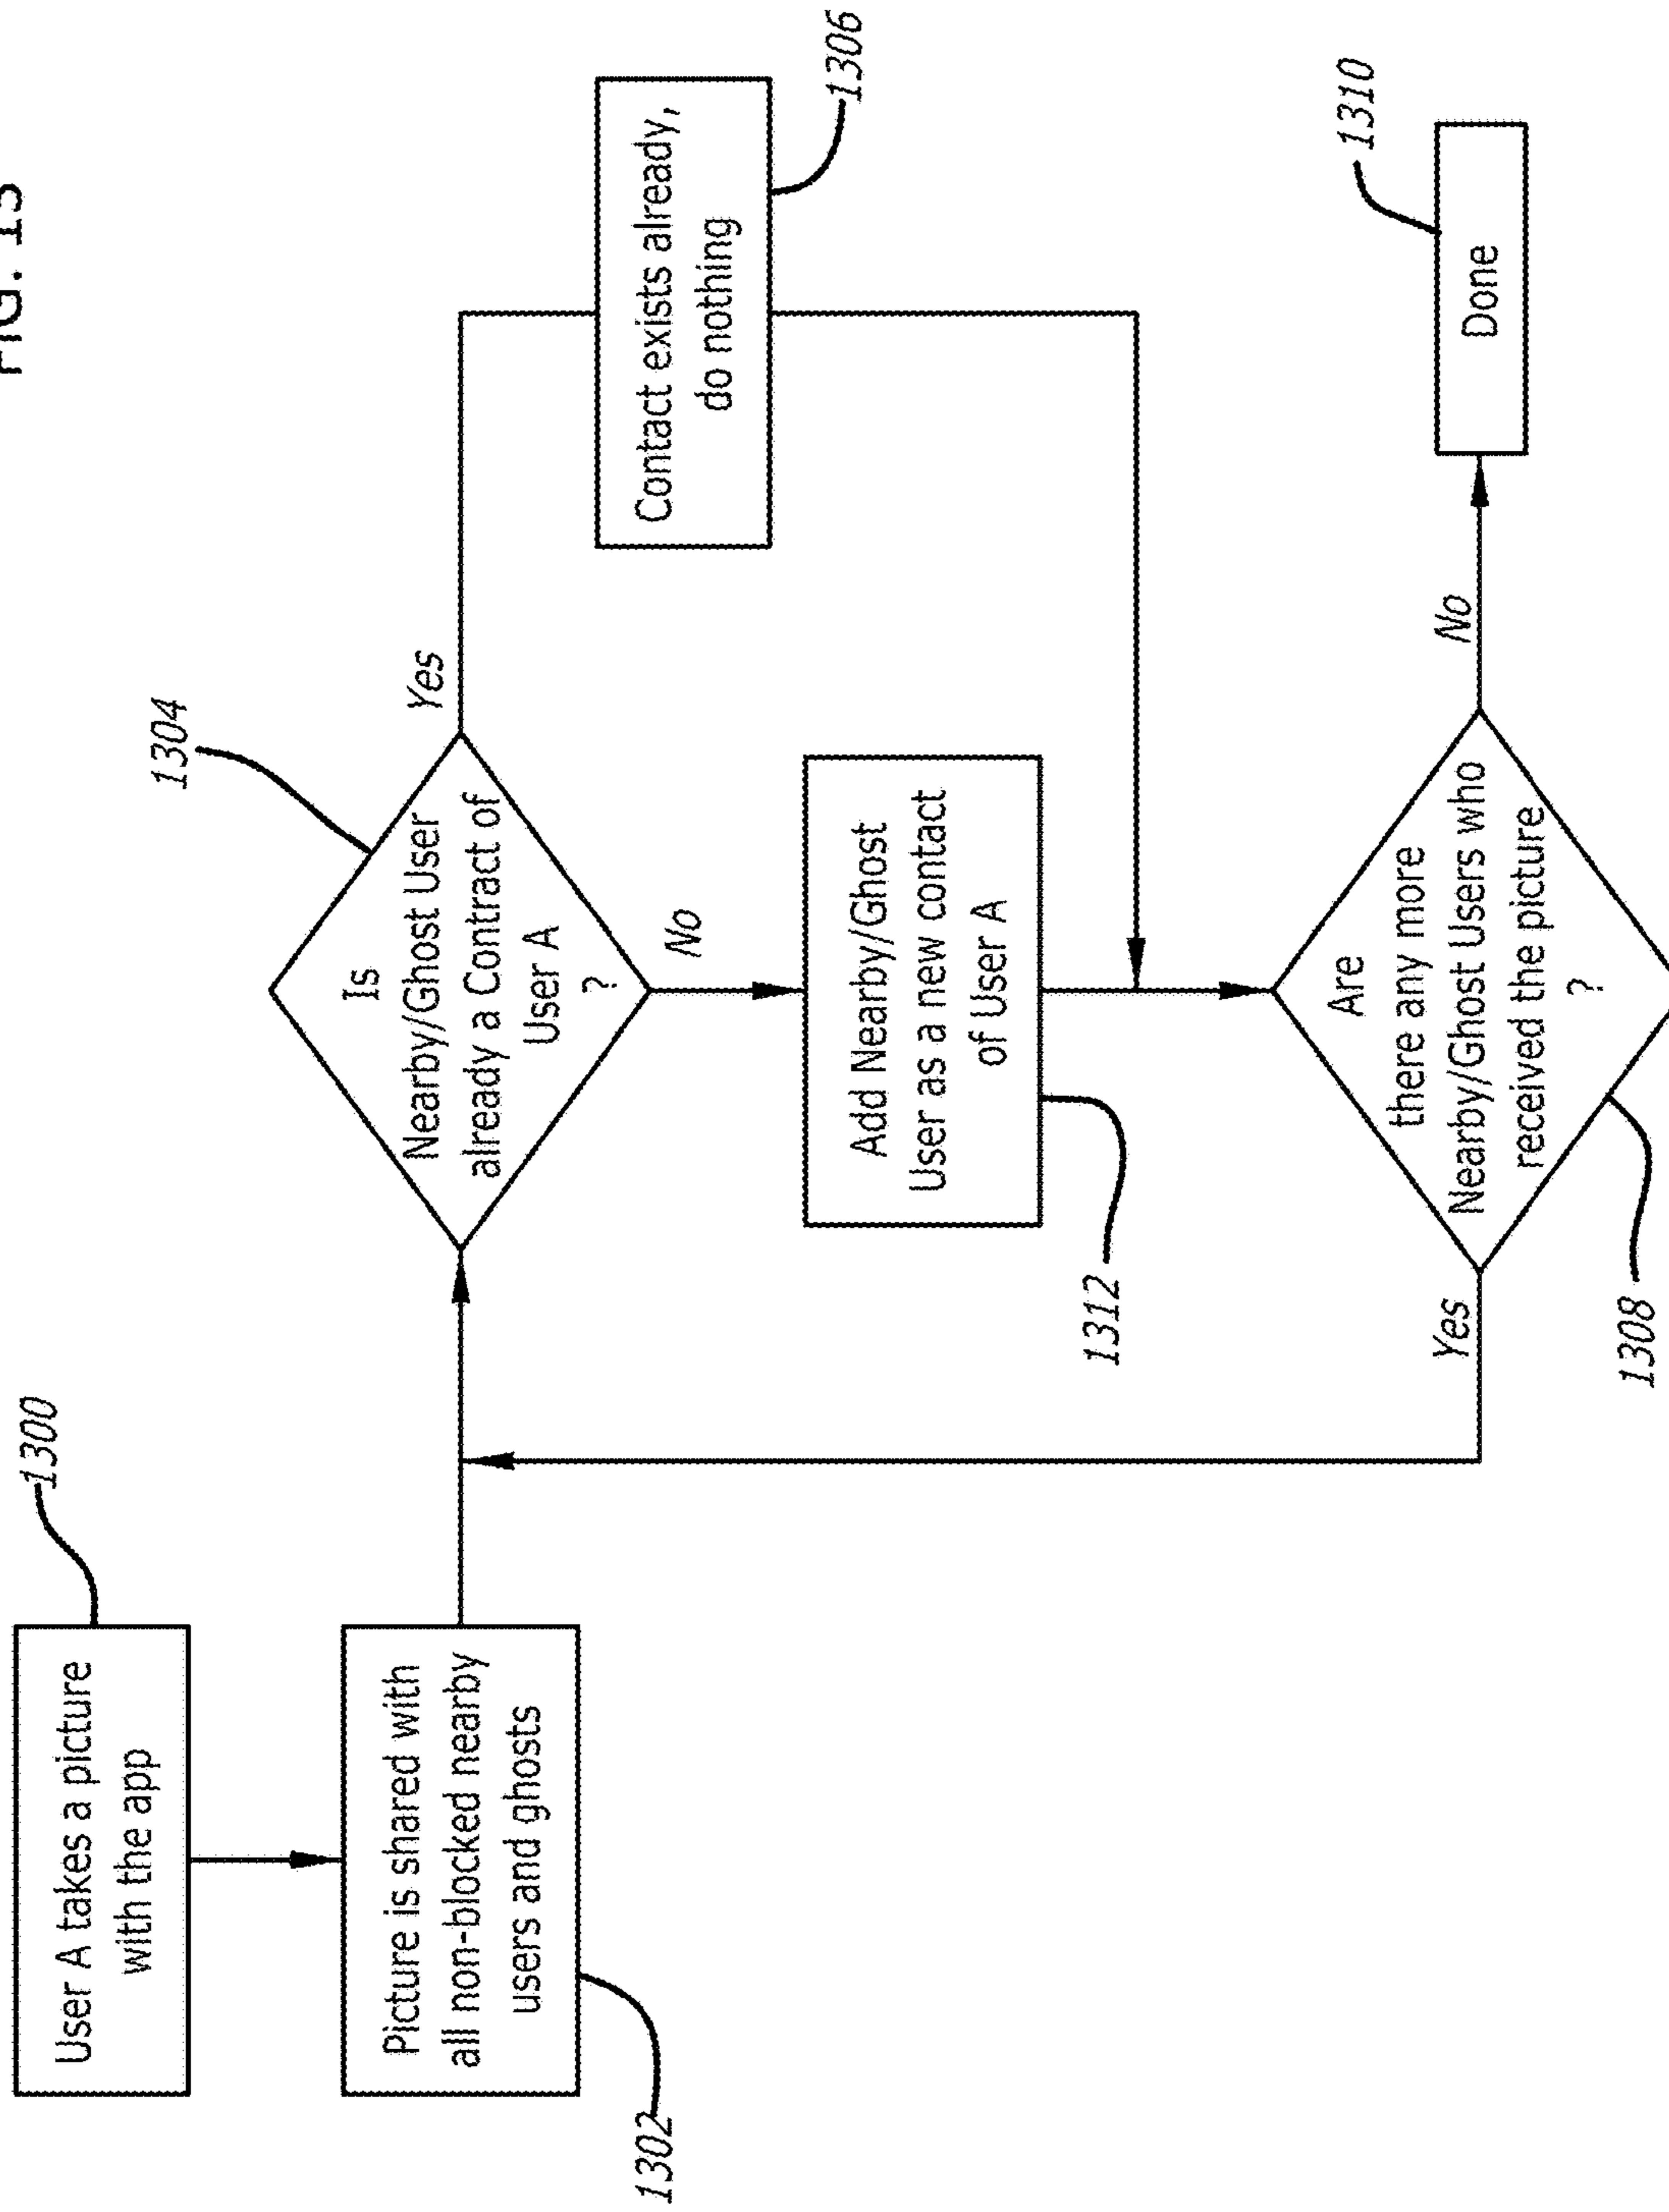 FIG. 13
1300
User A takes a picture
with the app
1302
Picture is shared with
all non-blocked nearby
users and ghosts
1304
Is
Nearby/Ghost User
already a Contract of
User A
?
Yes
No
1306
Contact exists already,
do nothing
1312
Add Nearby/Ghost
User as a new contact
of User A
1308
Are
there any more
Nearby/Ghost Users who
received the picture
?
Yes
No
1310
Done